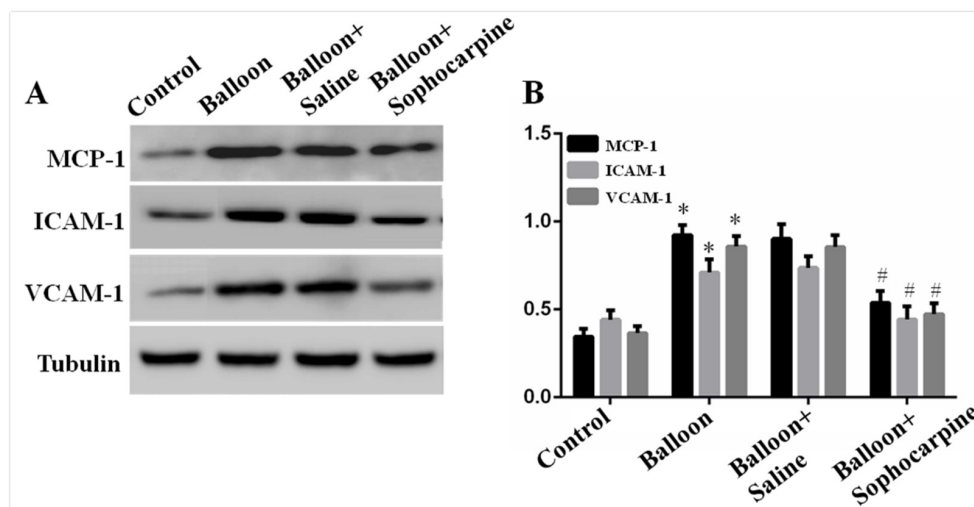 A
Control
Balloon
Balloon+
Saline
Balloon+
Sophocarpine
MCP-1
ICAM-1
VCAM-1
Tubulin
B
1.5
1.0
0.5
0.0
MCP-1
ICAM-1
VCAM-1
* * *
# # #
Control
Balloon
Balloon+
Saline
Balloon+
Sophocarpine